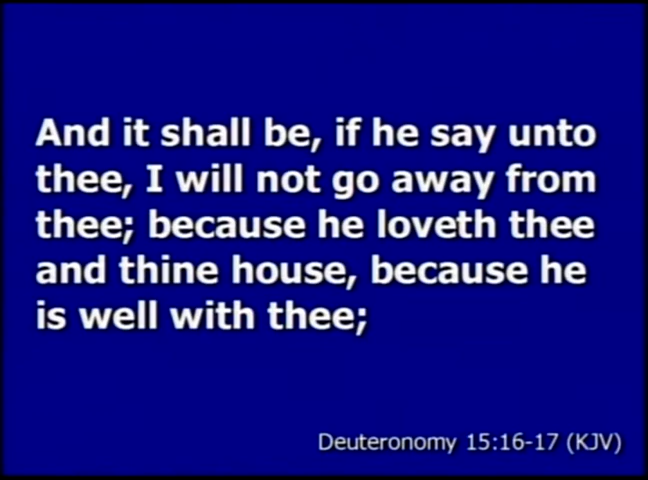 And it shall be, if he say unto
thee, I will not go away from
thee; because he loveth thee
and thine house, because he
is well with thee;
Deuteronomy 15:16-17 (KJV)